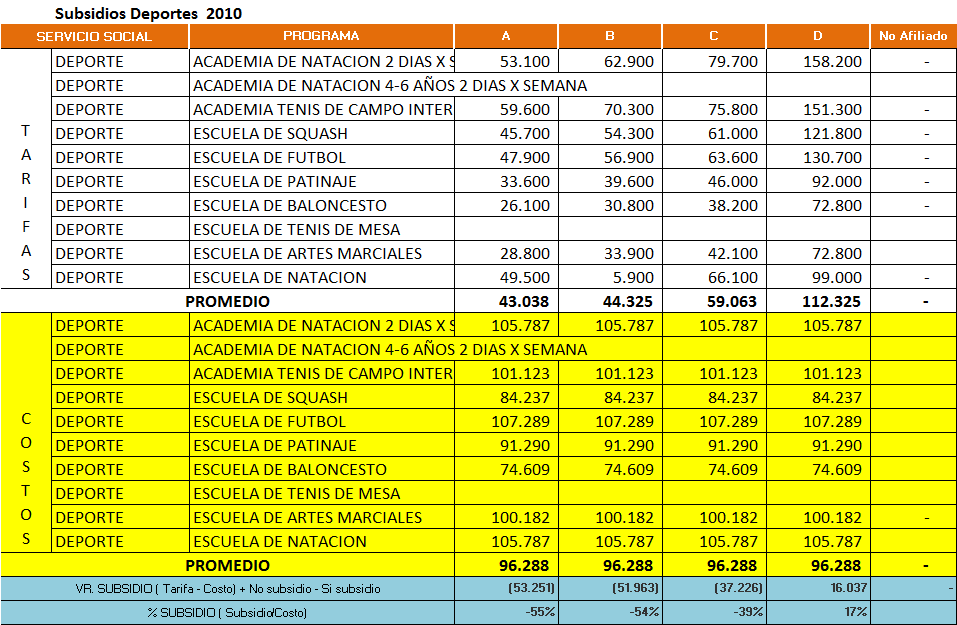 Subsidios Deportes 2010
SERVICIO SOCIAL PROGRAMA A B C D No Afiliado
TARIFAS
DEPORTE ACADEMIA DE NATACION 2 DIAS X S 53.100 62.900 79.700 158.200 -
DEPORTE ACADEMIA DE NATACION 4-6 AÑOS 2 DIAS X SEMANA
DEPORTE ACADEMIA TENIS DE CAMPO INTER 59.600 70.300 75.800 151.300 -
DEPORTE ESCUELA DE SQUASH 45.700 54.300 61.000 121.800 -
DEPORTE ESCUELA DE FUTBOL 47.900 56.900 63.600 130.700 -
DEPORTE ESCUELA DE PATINAJE 33.600 39.600 46.000 92.000 -
DEPORTE ESCUELA DE BALONCESTO 26.100 30.800 38.200 72.800 -
DEPORTE ESCUELA DE TENIS DE MESA
DEPORTE ESCUELA DE ARTES MARCIALES 28.800 33.900 42.100 72.800
DEPORTE ESCUELA DE NATACION 49.500 5.900 66.100 99.000 -
PROMEDIO 43.038 44.325 59.063 112.325 -
COSTOS
DEPORTE ACADEMIA DE NATACION 2 DIAS X S 105.787 105.787 105.787 105.787
DEPORTE ACADEMIA DE NATACION 4-6 AÑOS 2 DIAS X SEMANA
DEPORTE ACADEMIA TENIS DE CAMPO INTER 101.123 101.123 101.123 101.123
DEPORTE ESCUELA DE SQUASH 84.237 84.237 84.237 84.237
DEPORTE ESCUELA DE FUTBOL 107.289 107.289 107.289 107.289
DEPORTE ESCUELA DE PATINAJE 91.290 91.290 91.290 91.290
DEPORTE ESCUELA DE BALONCESTO 74.609 74.609 74.609 74.609
DEPORTE ESCUELA DE TENIS DE MESA
DEPORTE ESCUELA DE ARTES MARCIALES 100.182 100.182 100.182 100.182 -
DEPORTE ESCUELA DE NATACION 105.787 105.787 105.787 105.787
PROMEDIO 96.288 96.288 96.288 96.288 -
VR. SUBSIDIO ( Tarifa - Costo) + No subsidio - Si subsidio (53.251) (51.963) (37.226) 16.037 -
% SUBSIDIO ( Subsidio/Costo) -55% -54% -39% 17%